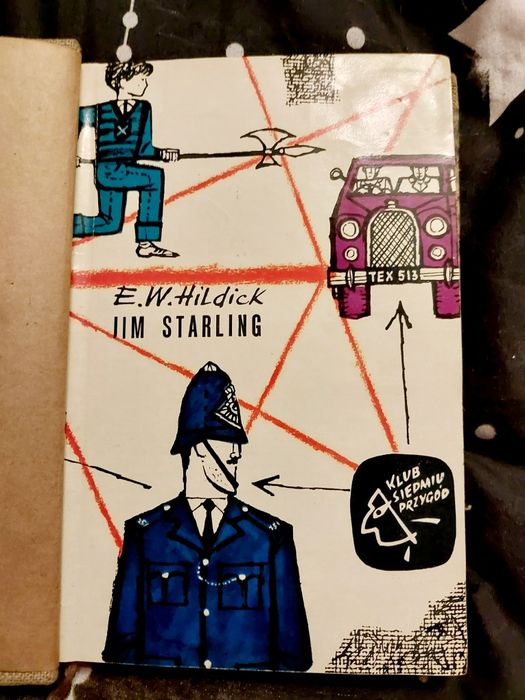 TEX 513
E.W. HiLdick
JIM STARLING
KLUB
SIEDMIU
PRZYGÓD